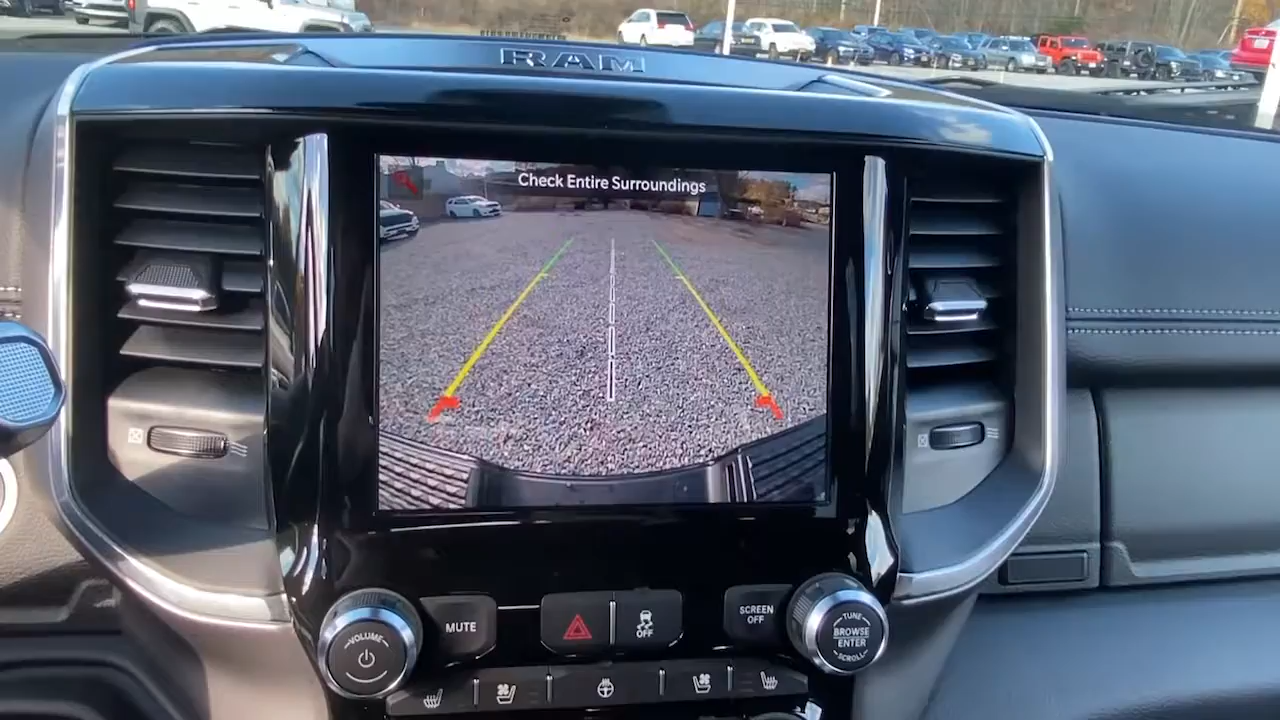 RAM
Check Entire Surroundings
VOLUME
MUTE
OFF
SCREEN
OFF
TUNE
BROWSE
ENTER
SCROLL